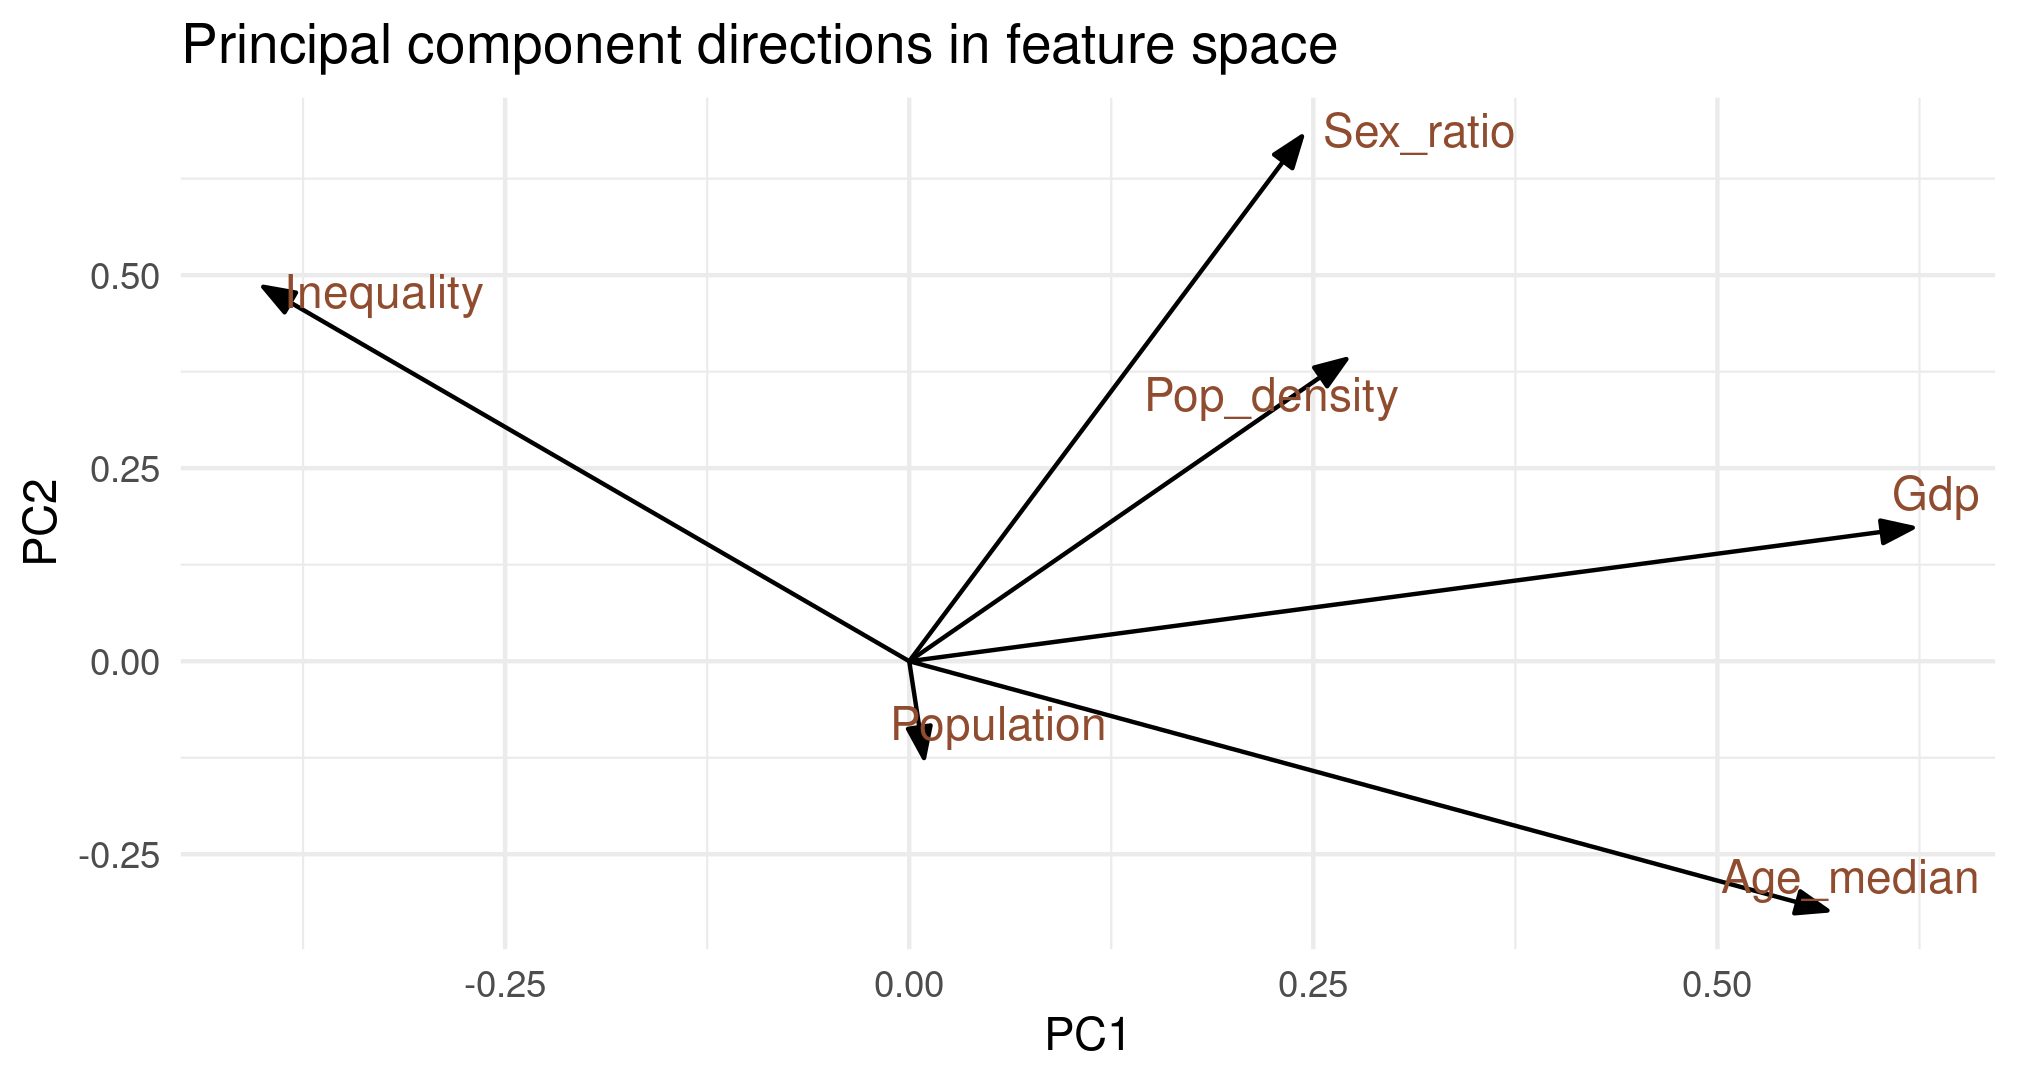 Principal component directions in feature space
Sex_ratio
Inequality
Pop_density
Gdp
Population
Age_median
0.50
0.25
0.00
-0.25
PC2
-0.25
0.00
0.25
0.50
PC1